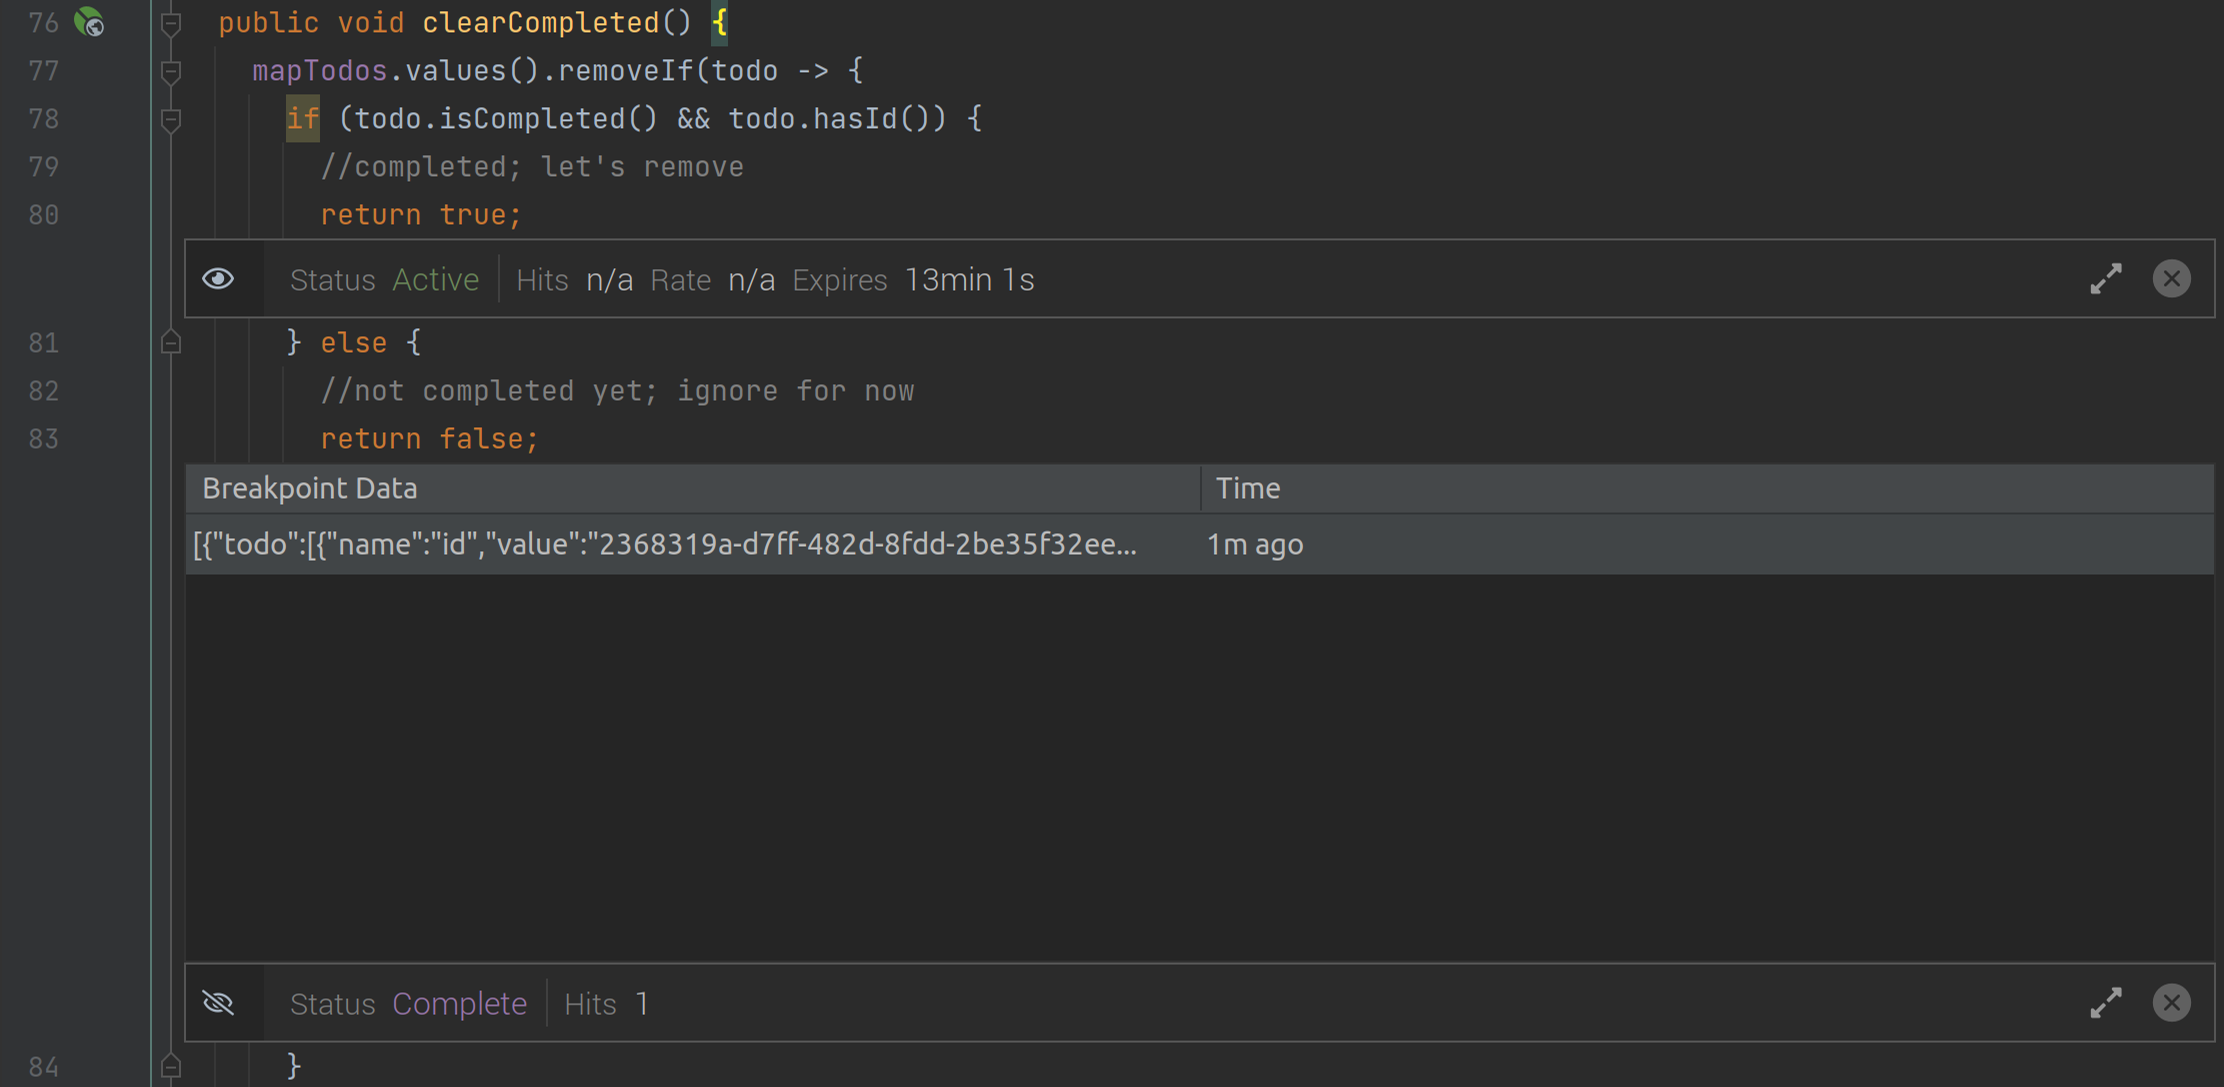 76 public void clearCompleted() {
77 mapTodos.values().removeIf(todo -> {
78 if (todo.isCompleted() && todo.hasId()) {
79 //completed; let's remove
80 return true;
Status Active Hits n/a Rate n/a Expires 13min 1s
81 } else {
82 //not completed yet; ignore for now
83 return false;
Breakpoint Data Time
[{"todo":[{"name":"id","value":"2368319a-d7ff-482d-8fdd-2be35f32ee... 1m ago
Status Complete Hits 1
84 }